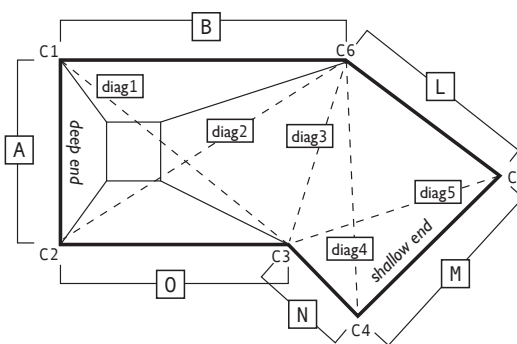 B
C1
C6
diag1
L
A
deep end
diag2
diag3
C
diag5
C2
C3
diag4
shallow end
O
M
N
C4